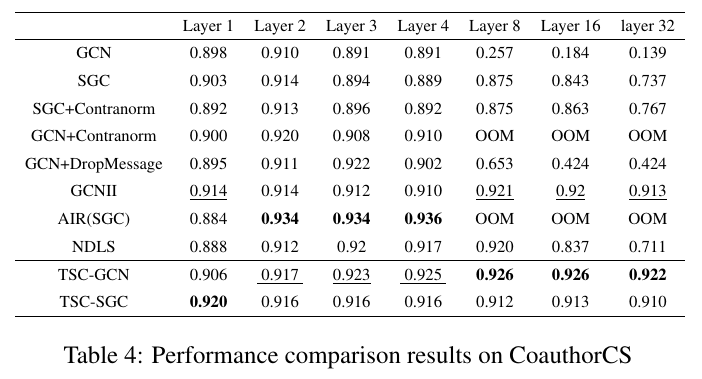 Layer 1 Layer 2 Layer 3 Layer 4 Layer 8 Layer 16 layer 32
GCN 0.898 0.910 0.891 0.891 0.257 0.184 0.139
SGC 0.903 0.914 0.894 0.889 0.875 0.843 0.737
SGC+Contranorm 0.892 0.913 0.896 0.892 0.875 0.863 0.767
GCN+Contranorm 0.900 0.920 0.908 0.910 OOM OOM OOM
GCN+DropMessage 0.895 0.911 0.922 0.902 0.653 0.424 0.424
GCNII 0.914 0.914 0.912 0.910 0.921 0.92 0.913
AIR(SGC) 0.884 0.934 0.934 0.936 OOM OOM OOM
NDLS 0.888 0.912 0.92 0.917 0.920 0.837 0.711
TSC-GCN 0.906 0.917 0.923 0.925 0.926 0.926 0.922
TSC-SGC 0.920 0.916 0.916 0.916 0.912 0.913 0.910
Table 4: Performance comparison results on CoauthorCS